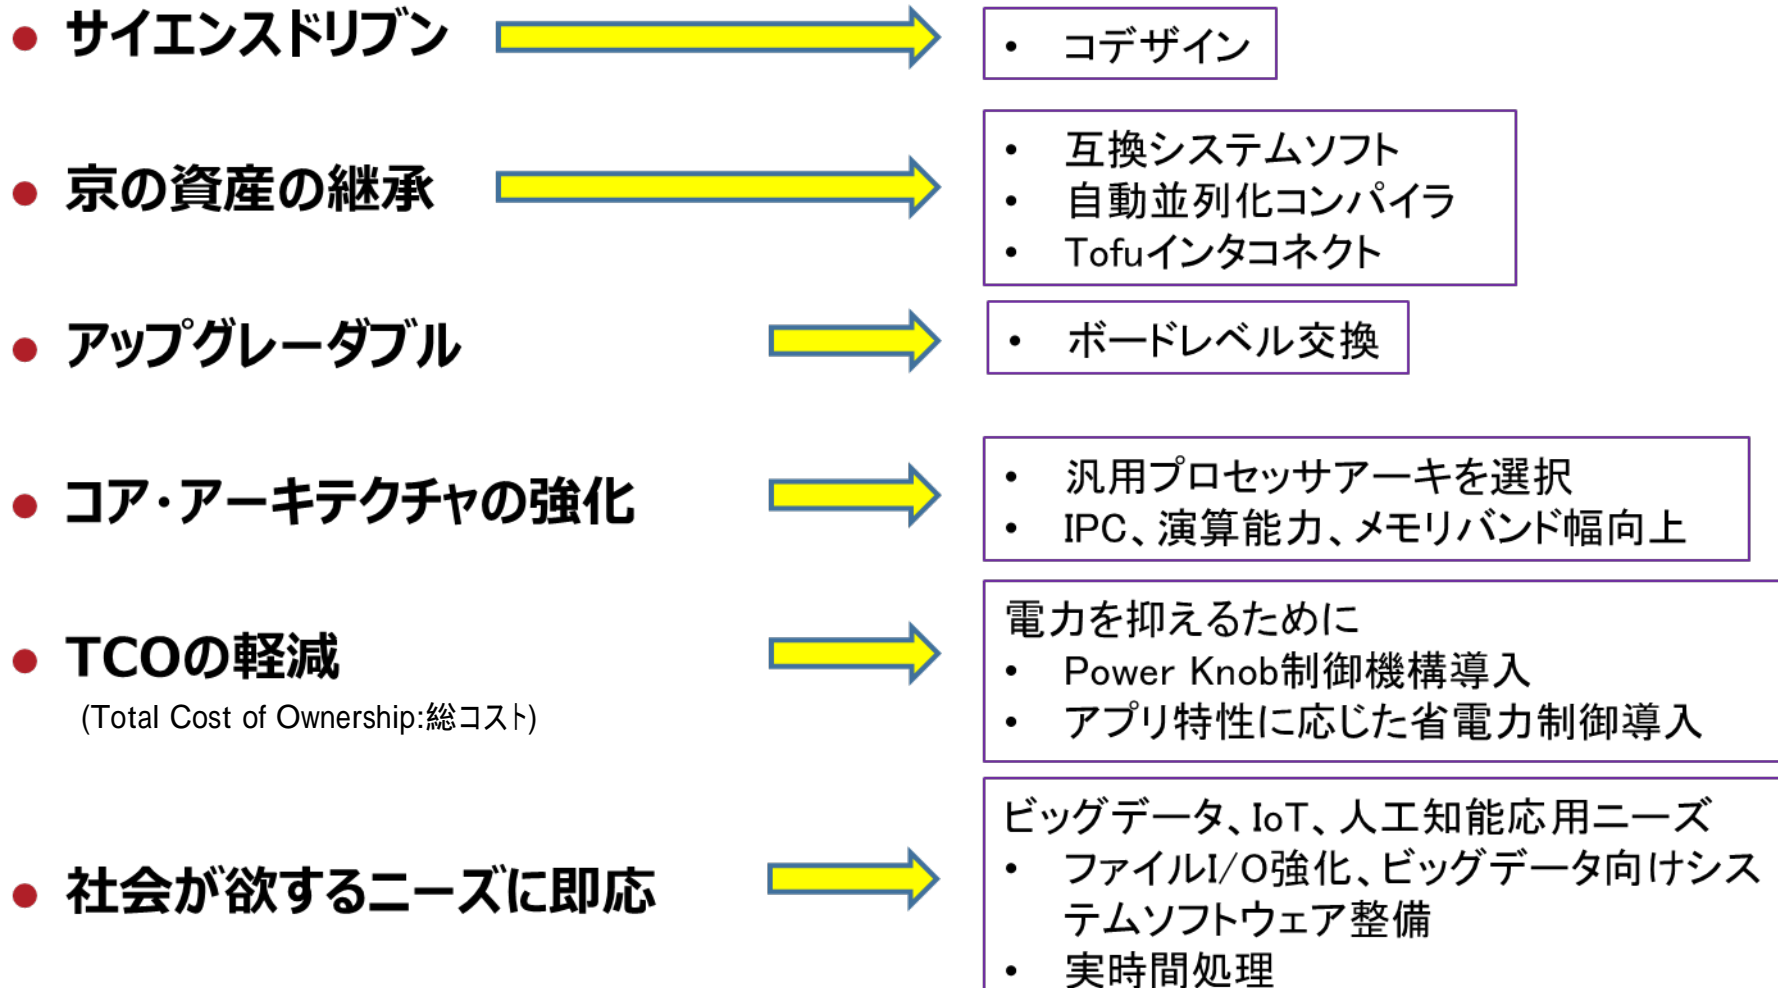 ● サイエンスドリブン
• コデザイン
● 京の資産の継承
• 互換システムソフト
• 自動並列化コンパイラ
• Tofuインタコネクト
● アップグレーダブル
• ボードレベル交換
● コア・アーキテクチャの強化
• 汎用プロセッサアーキを選択
• IPC、演算能力、メモリバンド幅向上
● TCOの軽減
(Total Cost of Ownership:総コスト)
電力を抑えるために
• Power Knob制御機構導入
• アプリ特性に応じた省電力制御導入
● 社会が欲するニーズに即応
ビッグデータ、IoT、人工知能応用ニーズ
• ファイルI/O強化、ビッグデータ向けシス
テムソフトウェア整備
• 実時間処理